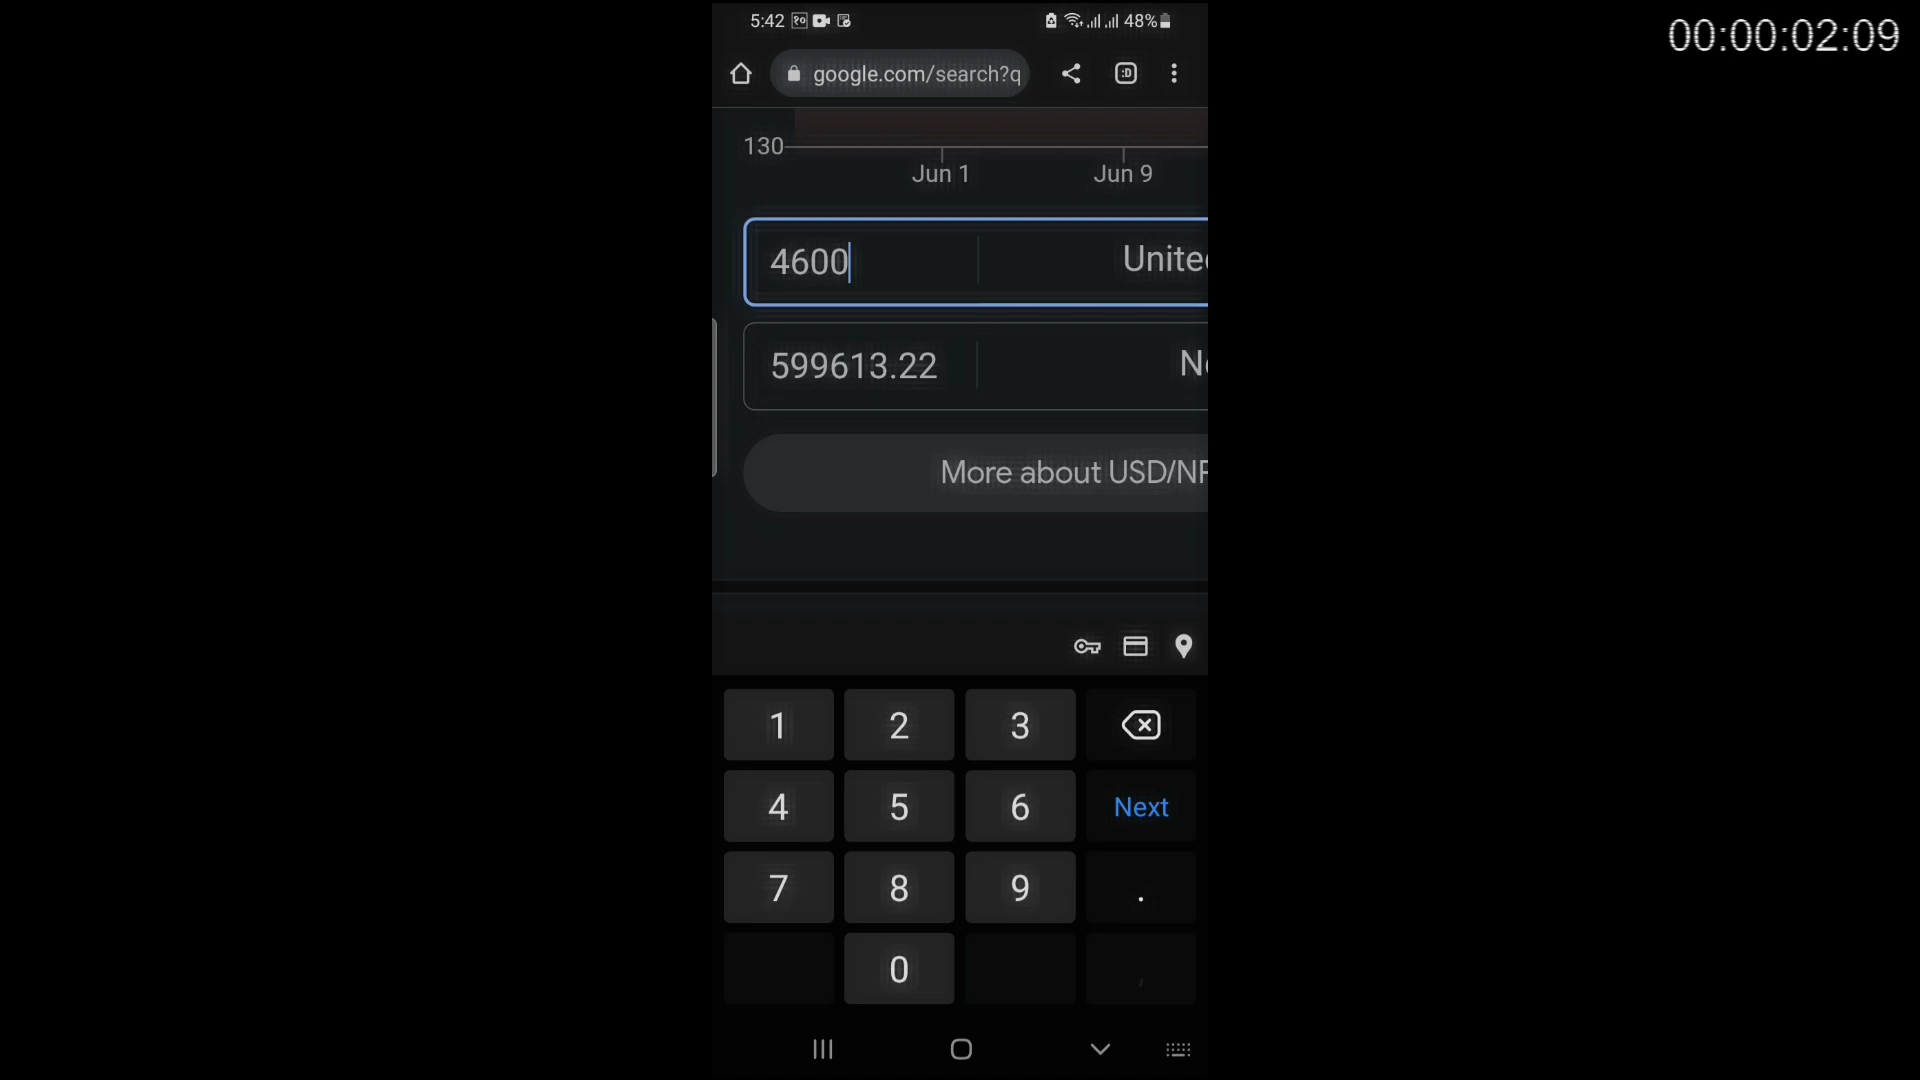 00:00:02:09
5:42 १० 48%
google.com/search?q :D
130
Jun 1 Jun 9
4600 Unite
599613.22 N
More about USD/NP
1 2 3
4 5 6 Next
7 8 9 .
0 ,